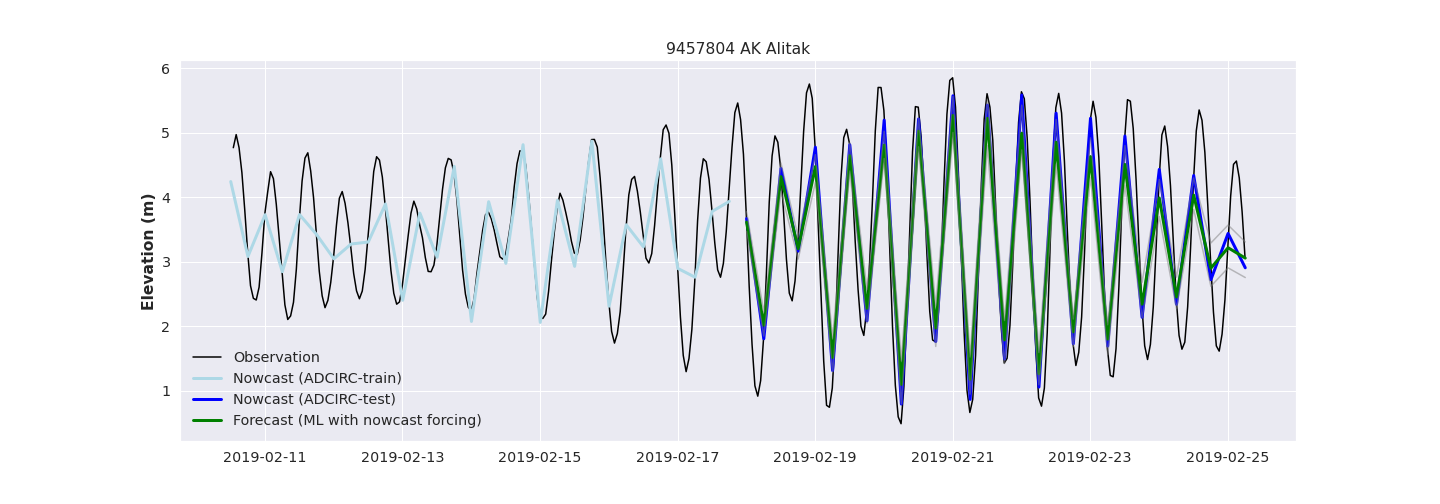 9457804 AK Alitak
6
5
4
3
2
1
Elevation (m)
Observation
Nowcast (ADCIRC-train)
Nowcast (ADCIRC-test)
Forecast (ML with nowcast forcing)
2019-02-11 2019-02-13 2019-02-15 2019-02-17 2019-02-19 2019-02-21 2019-02-23 2019-02-25